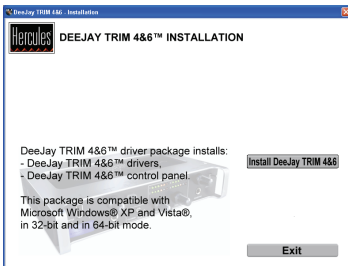 DeeJay TRIM 4&6 - Installation
Hercules
DEEJAY TRIM 4&6™ INSTALLATION
DeeJay TRIM 4&6™ driver package installs:
- DeeJay TRIM 4&6™ drivers,
- DeeJay TRIM 4&6™ control panel.
Install DeeJay TRIM 4&6
This package is compatible with
Microsoft Windows® XP and Vista®,
in 32-bit and in 64-bit mode.
Exit